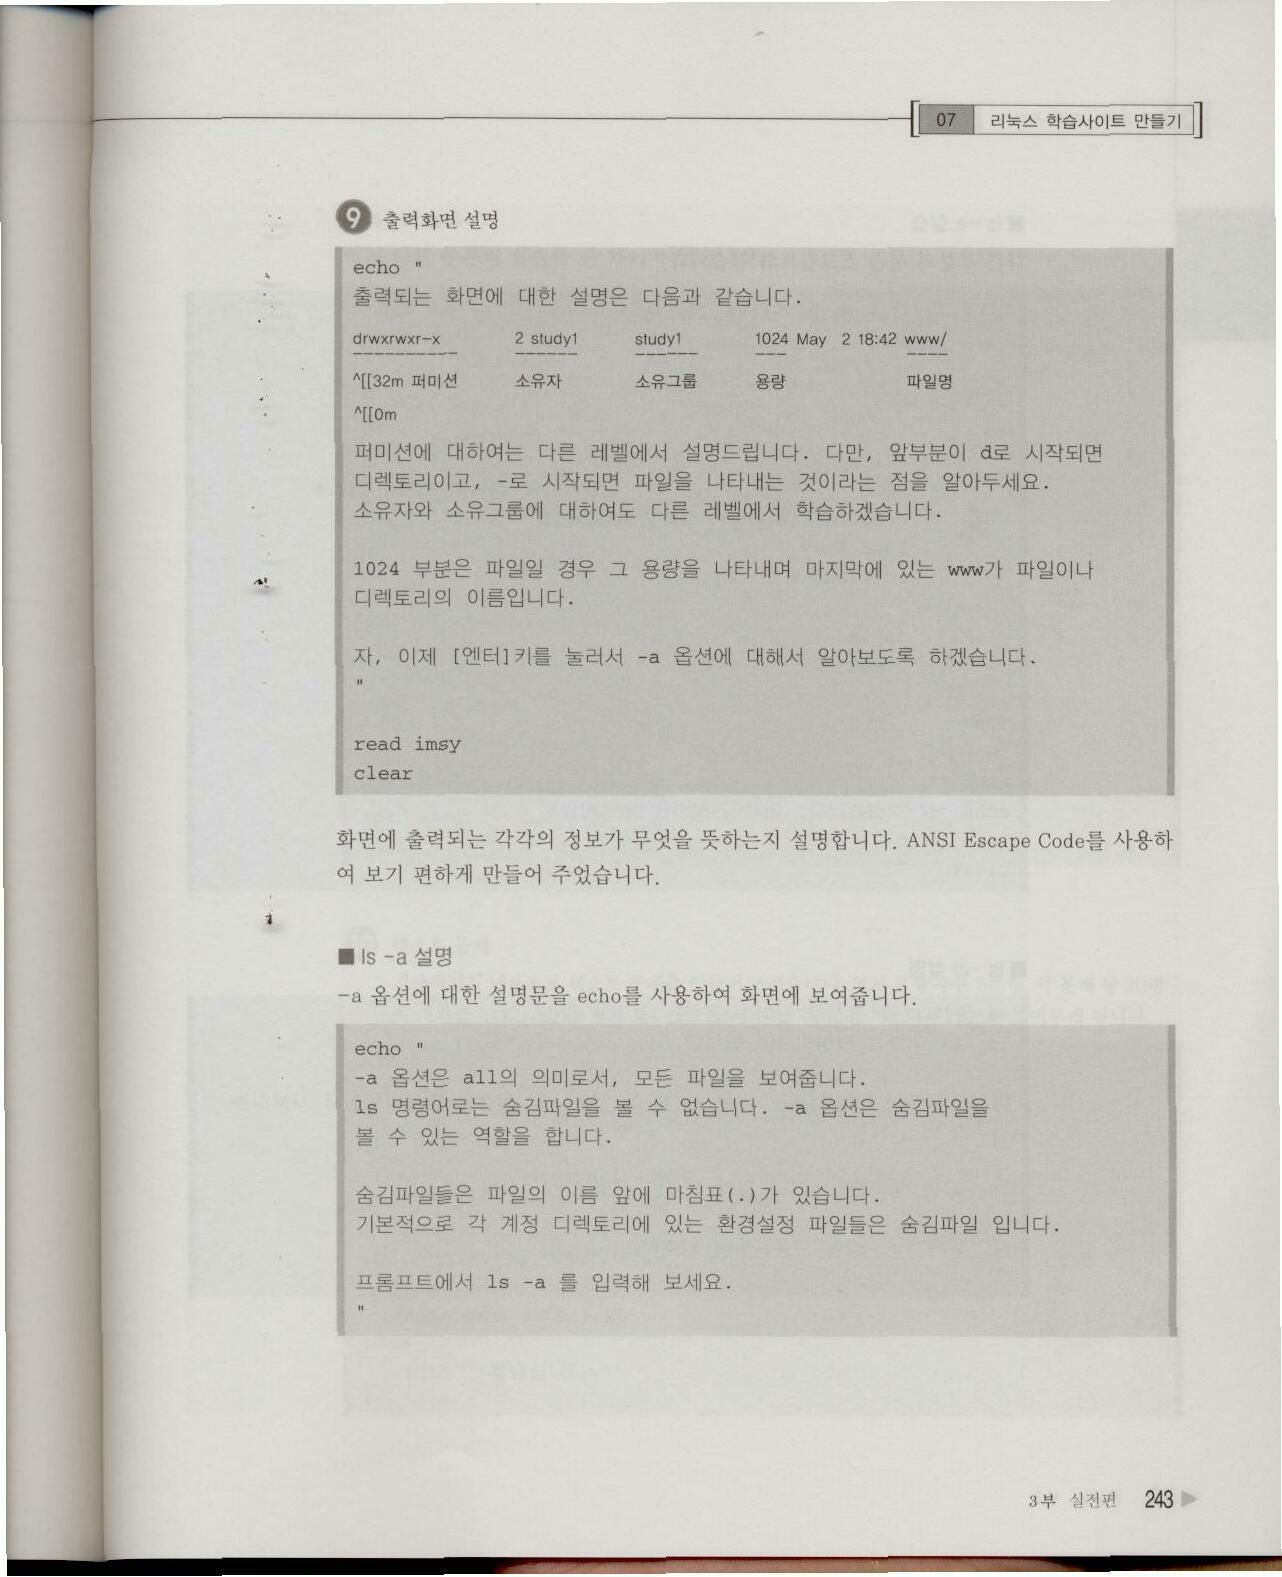 07 리눅스 학습사이트 만들기
9 출력화면 설명
echo "
출력되는 화면에 대한 설명은 다음과 같습니다.
drwxrwxr-x 2 study1 study1 1024 May 2 18:42 www/
---------- ------ ------ --- ----
^[[32m 퍼미션 소유자 소유그룹 용량 파일명
^[[0m
퍼미션에 대하여는 다른 레벨에서 설명드립니다. 다만, 앞부분이 d로 시작되면
디렉토리이고, -로 시작되면 파일을 나타내는 것이라는 점을 알아두세요.
소유자와 소유그룹에 대하여도 다른 레벨에서 학습하겠습니다.
1024 부분은 파일일 경우 그 용량을 나타내며 마지막에 있는 www가 파일이나
디렉토리의 이름입니다.
자, 이제 [엔터]키를 눌러서 -a 옵션에 대해서 알아보도록 하겠습니다.
"
read imsy
clear
화면에 출력되는 각각의 정보가 무엇을 뜻하는지 설명합니다. ANSI Escape Code를 사용하
여 보기 편하게 만들어 주었습니다.
■ ls -a 설명
-a 옵션에 대한 설명문을 echo를 사용하여 화면에 보여줍니다.
echo "
-a 옵션은 all의 의미로서, 모든 파일을 보여줍니다.
ls 명령어로는 숨김파일을 볼 수 없습니다. -a 옵션은 숨김파일을
볼 수 있는 역할을 합니다.
숨김파일들은 파일의 이름 앞에 마침표(.)가 있습니다.
기본적으로 각 계정 디렉토리에 있는 환경설정 파일들은 숨김파일 입니다.
프롬프트에서 ls -a 를 입력해 보세요.
"
3부 실전편 243 ▶